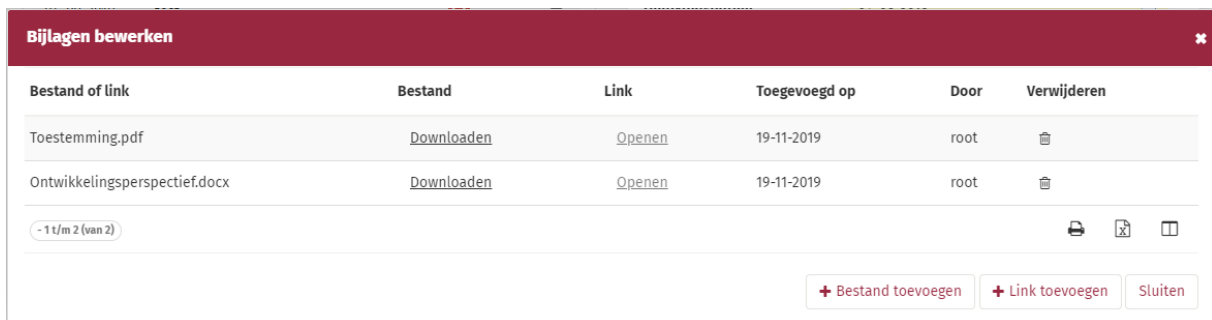 Bijlagen bewerken
Bestand of link Bestand Link Toegevoegd op Door Verwijderen
Toestemming.pdf Downloaden Openen 19-11-2019 root
Ontwikkelingsperspectief.docx Downloaden Openen 19-11-2019 root
- 1 t/m 2 (van 2)
+ Bestand toevoegen + Link toevoegen Sluiten